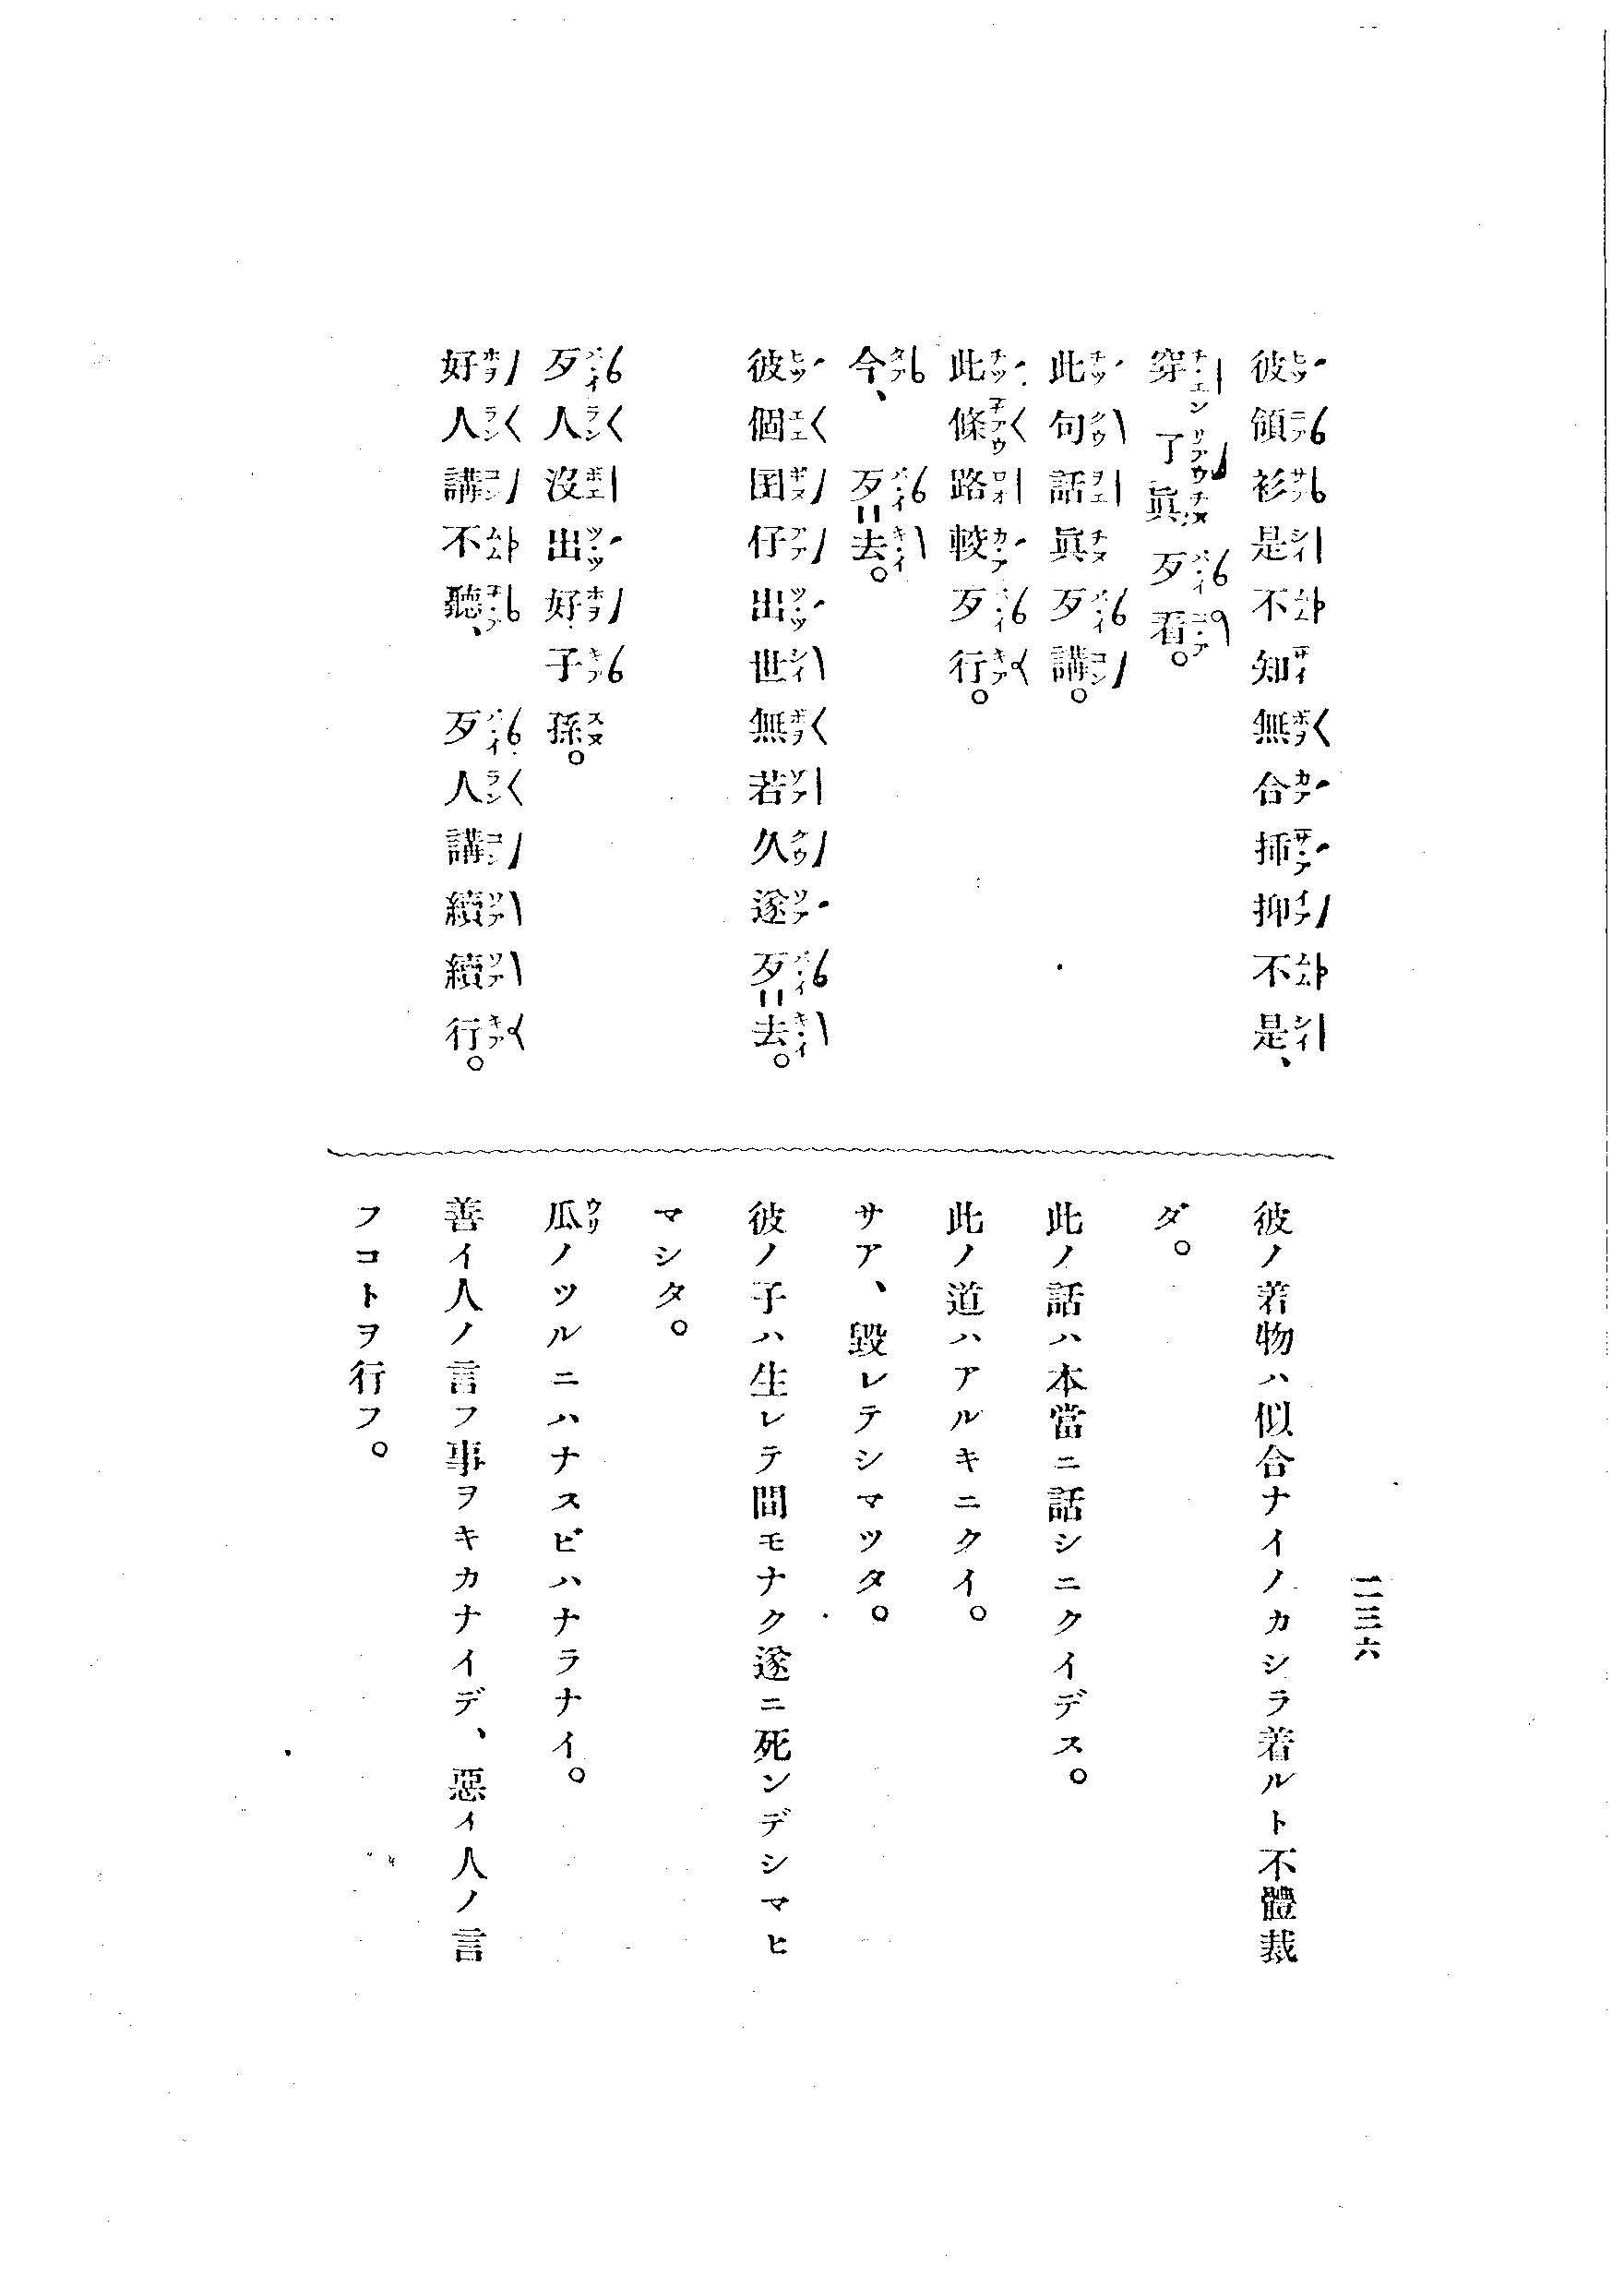 二三六
彼領衫是不知無合揷抑不是、
穿了眞歹看。
此句話眞歹講。
此條路較歹行。
今、歹=去。
彼個囝仔出世無若久遂歹=去。
歹人沒出好子孫。
好人講不聽、歹人講續續行。
彼ノ着物ハ似合ナイノカシラ着ルト不體裁
ダ。
此ノ話ハ本當ニ話シニクイデス。
此ノ道ハアルキニクイ。
サア、毀レテシマツタ。
彼ノ子ハ生レテ間モナク遂ニ死ンデシマヒ
マシタ。
瓜ノツルニハナスビハナラナイ。
善イ人ノ言フ事ヲキカナイデ、惡イ人ノ言
フコトヲ行フ。